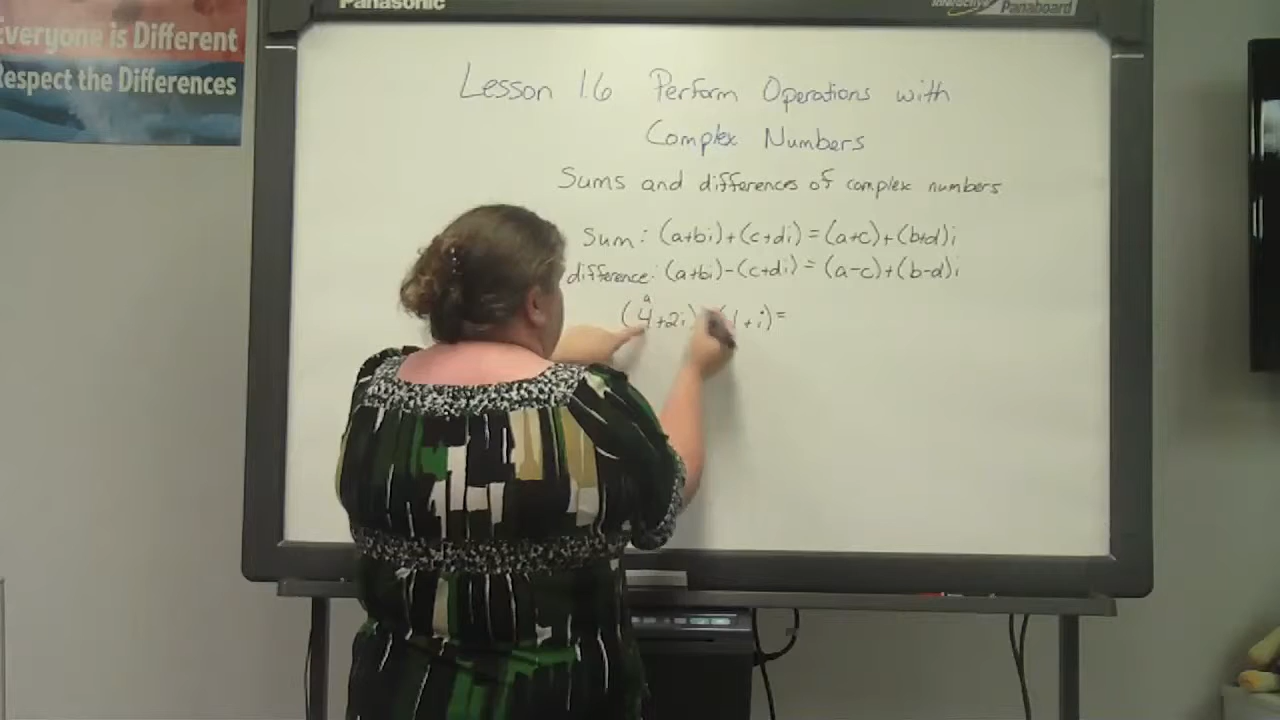 Panasonic
Interactive Panaboard
Everyone is Different
Respect the Differences
Lesson 1.6 Perform Operations with
Complex Numbers
Sums and differences of complex numbers
Sum: (a+bi)+(c+di)=(a+c)+(b+d)i
difference: (a+bi)-(c+di)=(a-c)+(b-d)i
a
(4+2i) (1+i)=